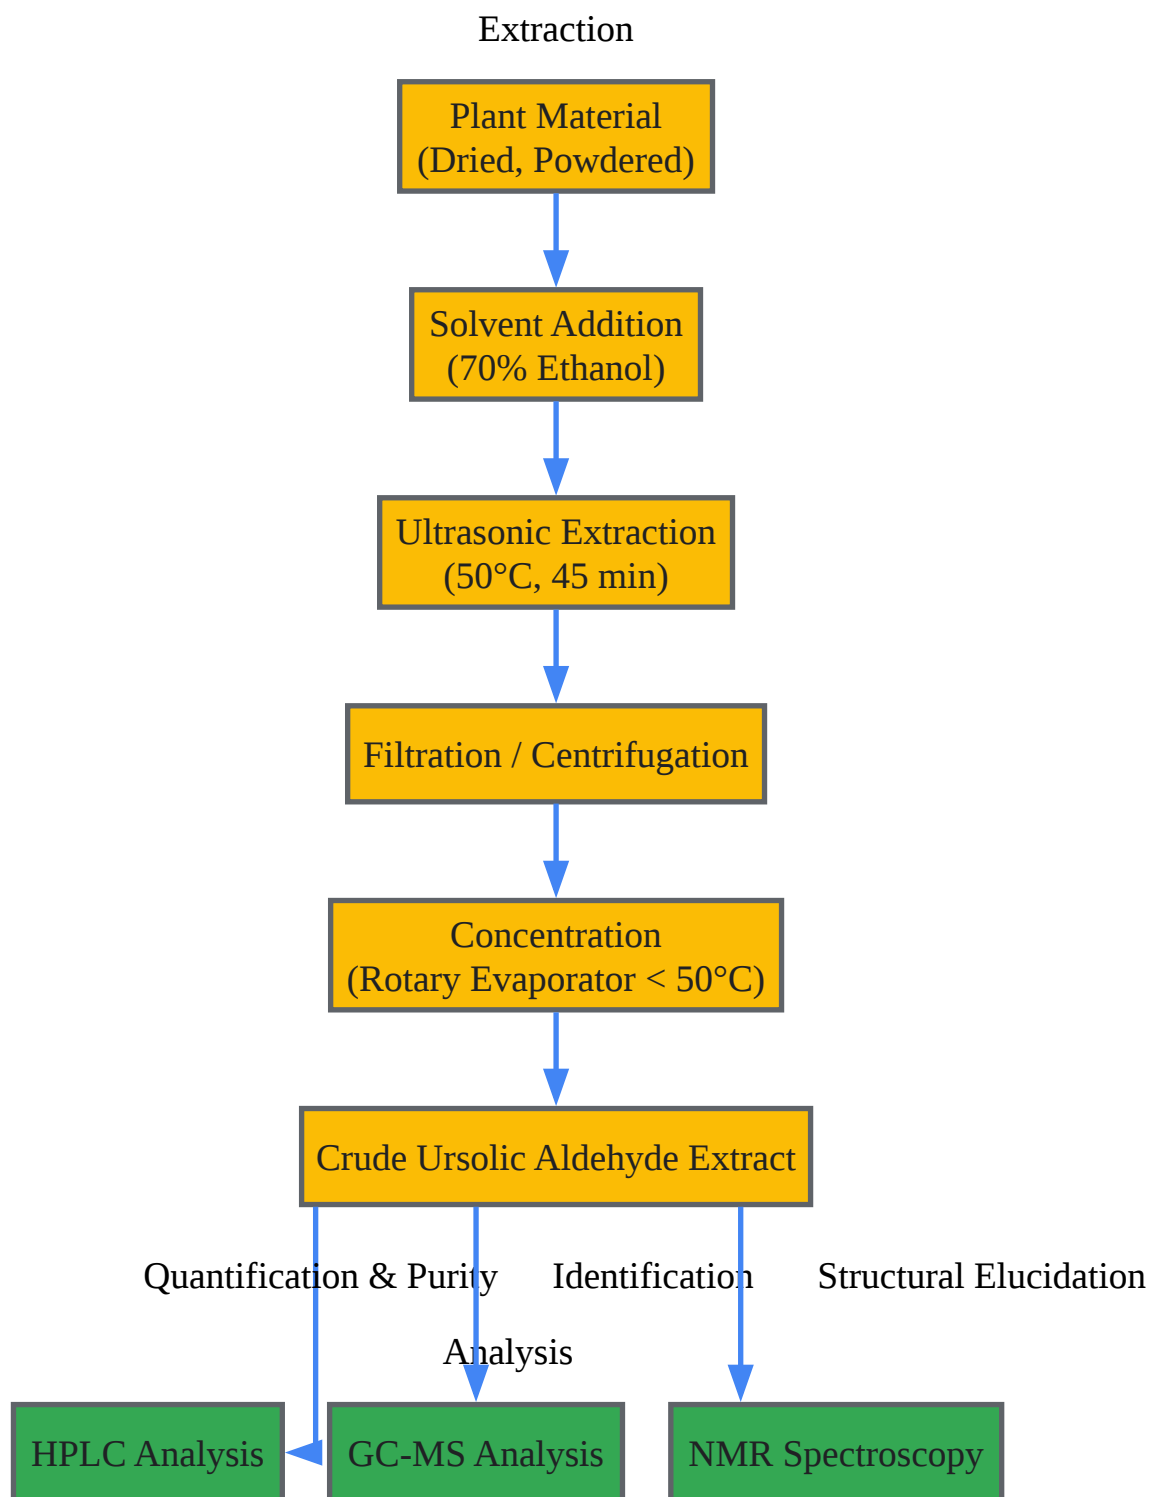 Extraction
Plant Material
(Dried, Powdered)
Solvent Addition
(70% Ethanol)
Ultrasonic Extraction
(50°C, 45 min)
Filtration / Centrifugation
Concentration
(Rotary Evaporator < 50°C)
Crude Ursolic Aldehyde Extract
Quantification & Purity
Identification
Structural Elucidation
Analysis
HPLC Analysis
GC-MS Analysis
NMR Spectroscopy